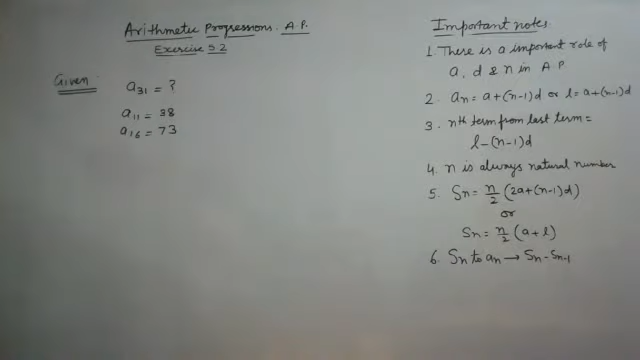 Arithmetic Progressions. A.P.
Exercise 5.2
Given
a31 = ?
a11 = 38
a16 = 73
Important notes
1. There is a important role of
a, d & n in A P
2. an = a+(n-1)d or l = a+(n-1)d
3. nth term from last term =
l-(n-1)d
4. n is always natural number
5. Sn = n/2 (2a+(n-1)d)
or
Sn = n/2 (a+l)
6. Sn to an → Sn-Sn-1